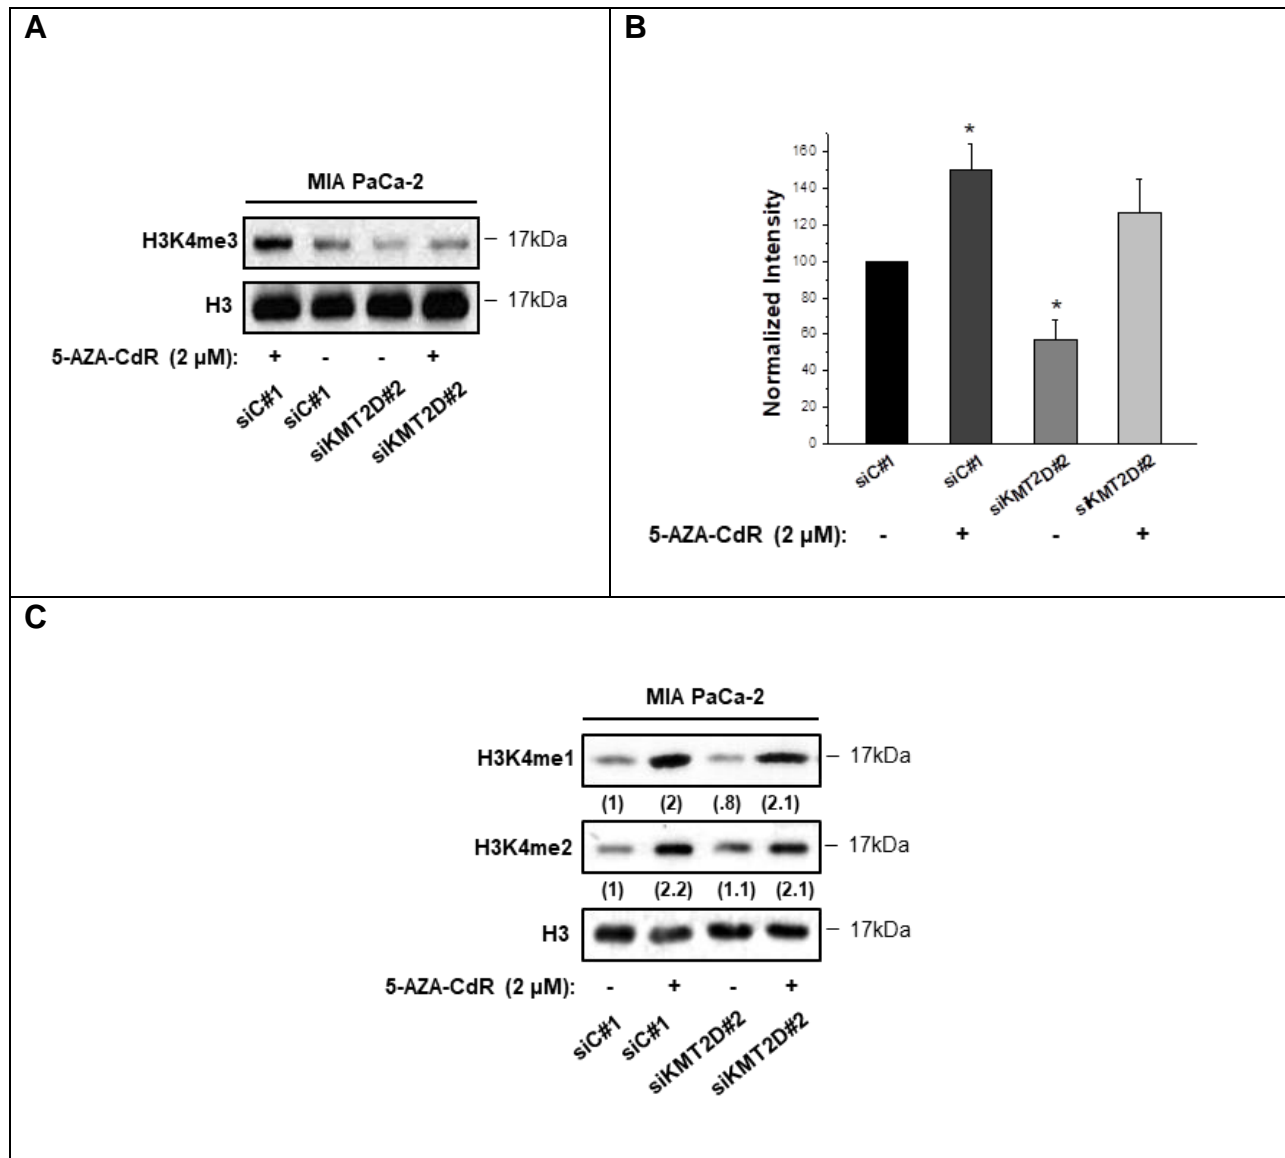 A
MIA PaCa-2
H3K4me3
17kDa
H3
17kDa
5-AZA-CdR (2 µM): + - - +
siC#1 siC#1 siKMT2D#2 siKMT2D#2
B
*
*
Normalized Intensity
160
140
120
100
80
60
40
20
0
siC#1 siC#1 siKMT2D#2 siKMT2D#2
5-AZA-CdR (2 µM): - + - +
C
MIA PaCa-2
H3K4me1
17kDa
(1) (2) (.8) (2.1)
H3K4me2
17kDa
(1) (2.2) (1.1) (2.1)
H3
17kDa
5-AZA-CdR (2 µM): - + - +
siC#1 siC#1 siKMT2D#2 siKMT2D#2